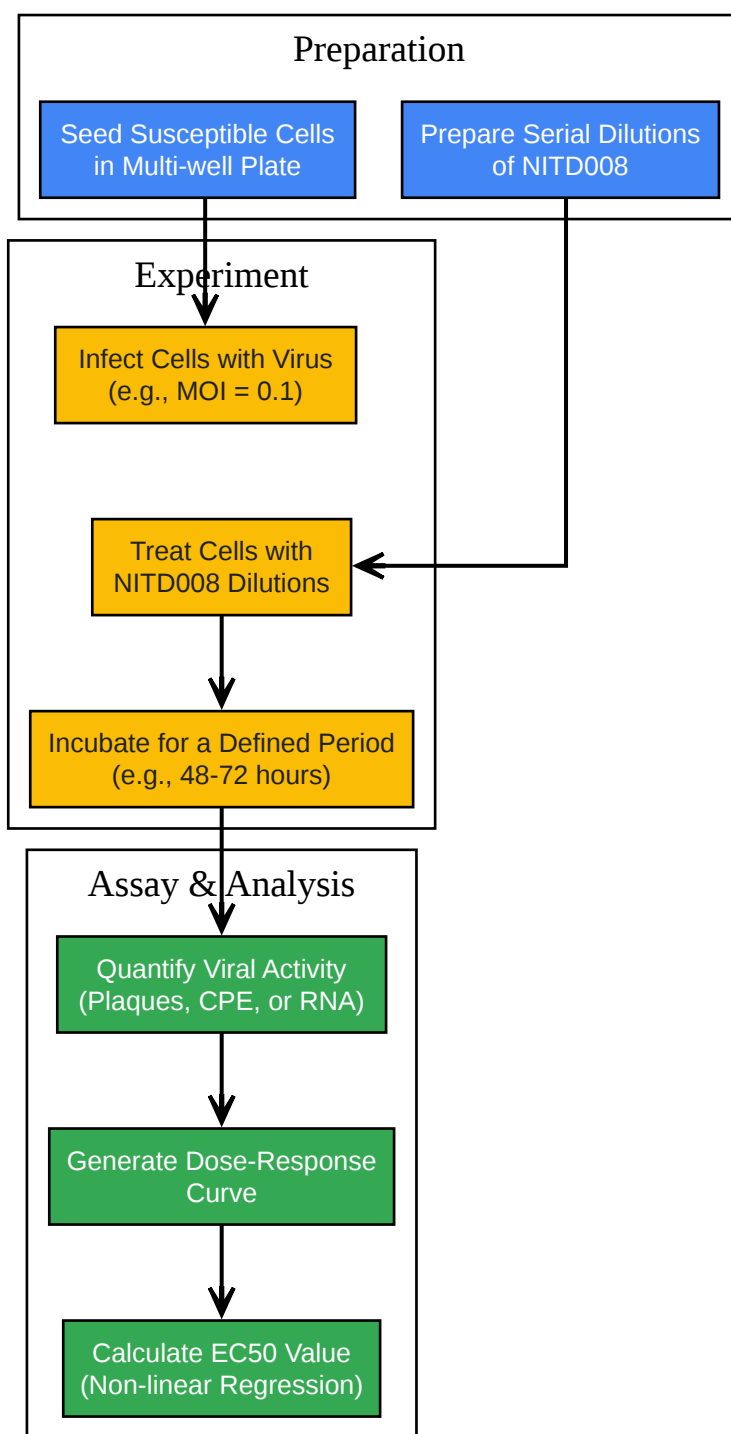 Preparation
Seed Susceptible Cells
in Multi-well Plate
Prepare Serial Dilutions
of NITD008
Experiment
Infect Cells with Virus
(e.g., MOI = 0.1)
Treat Cells with
NITD008 Dilutions
Incubate for a Defined Period
(e.g., 48-72 hours)
Assay & Analysis
Quantify Viral Activity
(Plaques, CPE, or RNA)
Generate Dose-Response
Curve
Calculate EC50 Value
(Non-linear Regression)